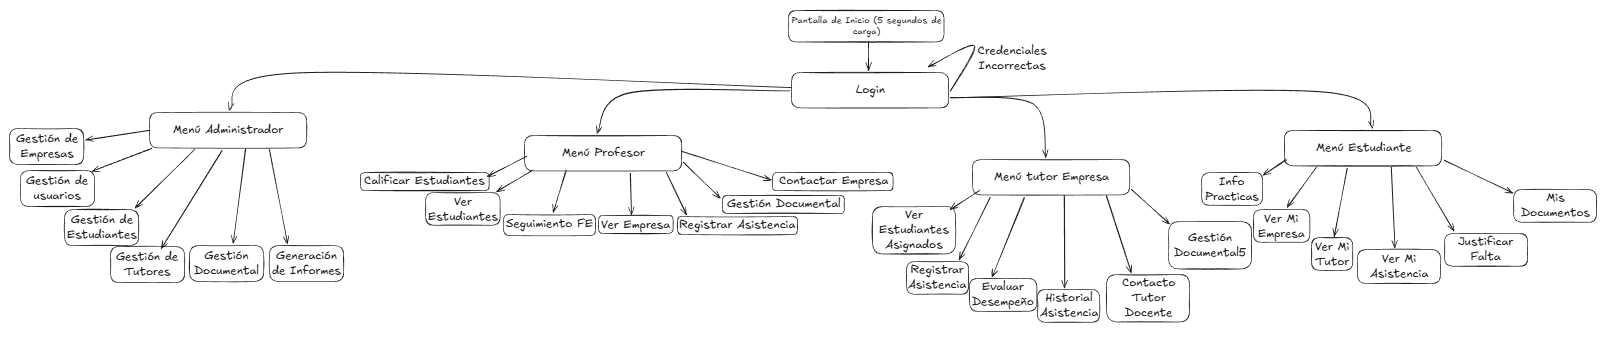 Pantalla de Inicio (5 segundos de
carga)
Credenciales
Incorrectas
Login
Menú Administrador
Gestión de
Empresas
Gestión de
usuarios
Gestión de
Estudiantes
Gestión de
Tutores
Gestión
Documental
Generación
de Informes
Menú Profesor
Calificar Estudiantes
Ver
Estudiantes
Seguimiento FE
Ver Empresa
Registrar Asistencia
Gestión Documental
Contactar Empresa
Menú tutor Empresa
Ver
Estudiantes
Asignados
Registrar
Asistencia
Evaluar
Desempeño
Historial
Asistencia
Contacto
Tutor
Docente
Gestión
Documental5
Menú Estudiante
Info
Practicas
Ver Mi
Empresa
Ver Mi
Tutor
Ver Mi
Asistencia
Justificar
Falta
Mis
Documentos